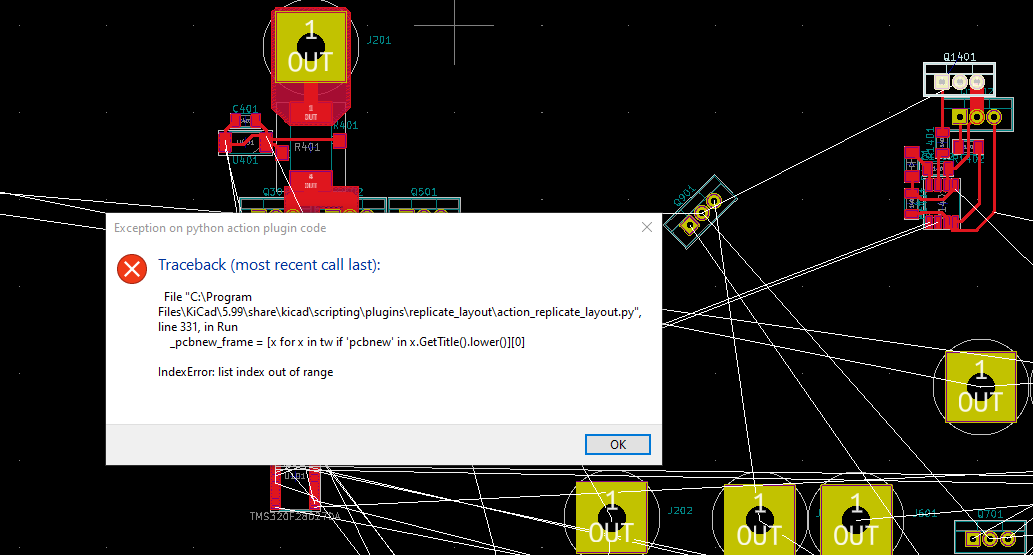 1
OUT
J201
Q1401
C401
R401
U401
R401
OUT
OUT
Q501
Q901
Exception on python action plugin code
Traceback (most recent call last):
File "C:\Program
Files\KiCad\5.99\share\kicad\scripting\plugins\replicate_layout\action_replicate_layout.py",
line 331, in Run
_pcbnew_frame = [x for x in tw if 'pcbnew' in x.GetTitle().lower()][0]
IndexError: list index out of range
OK
1
OUT
1
OUT
J202
1
OUT
1
OUT
J601
Q701